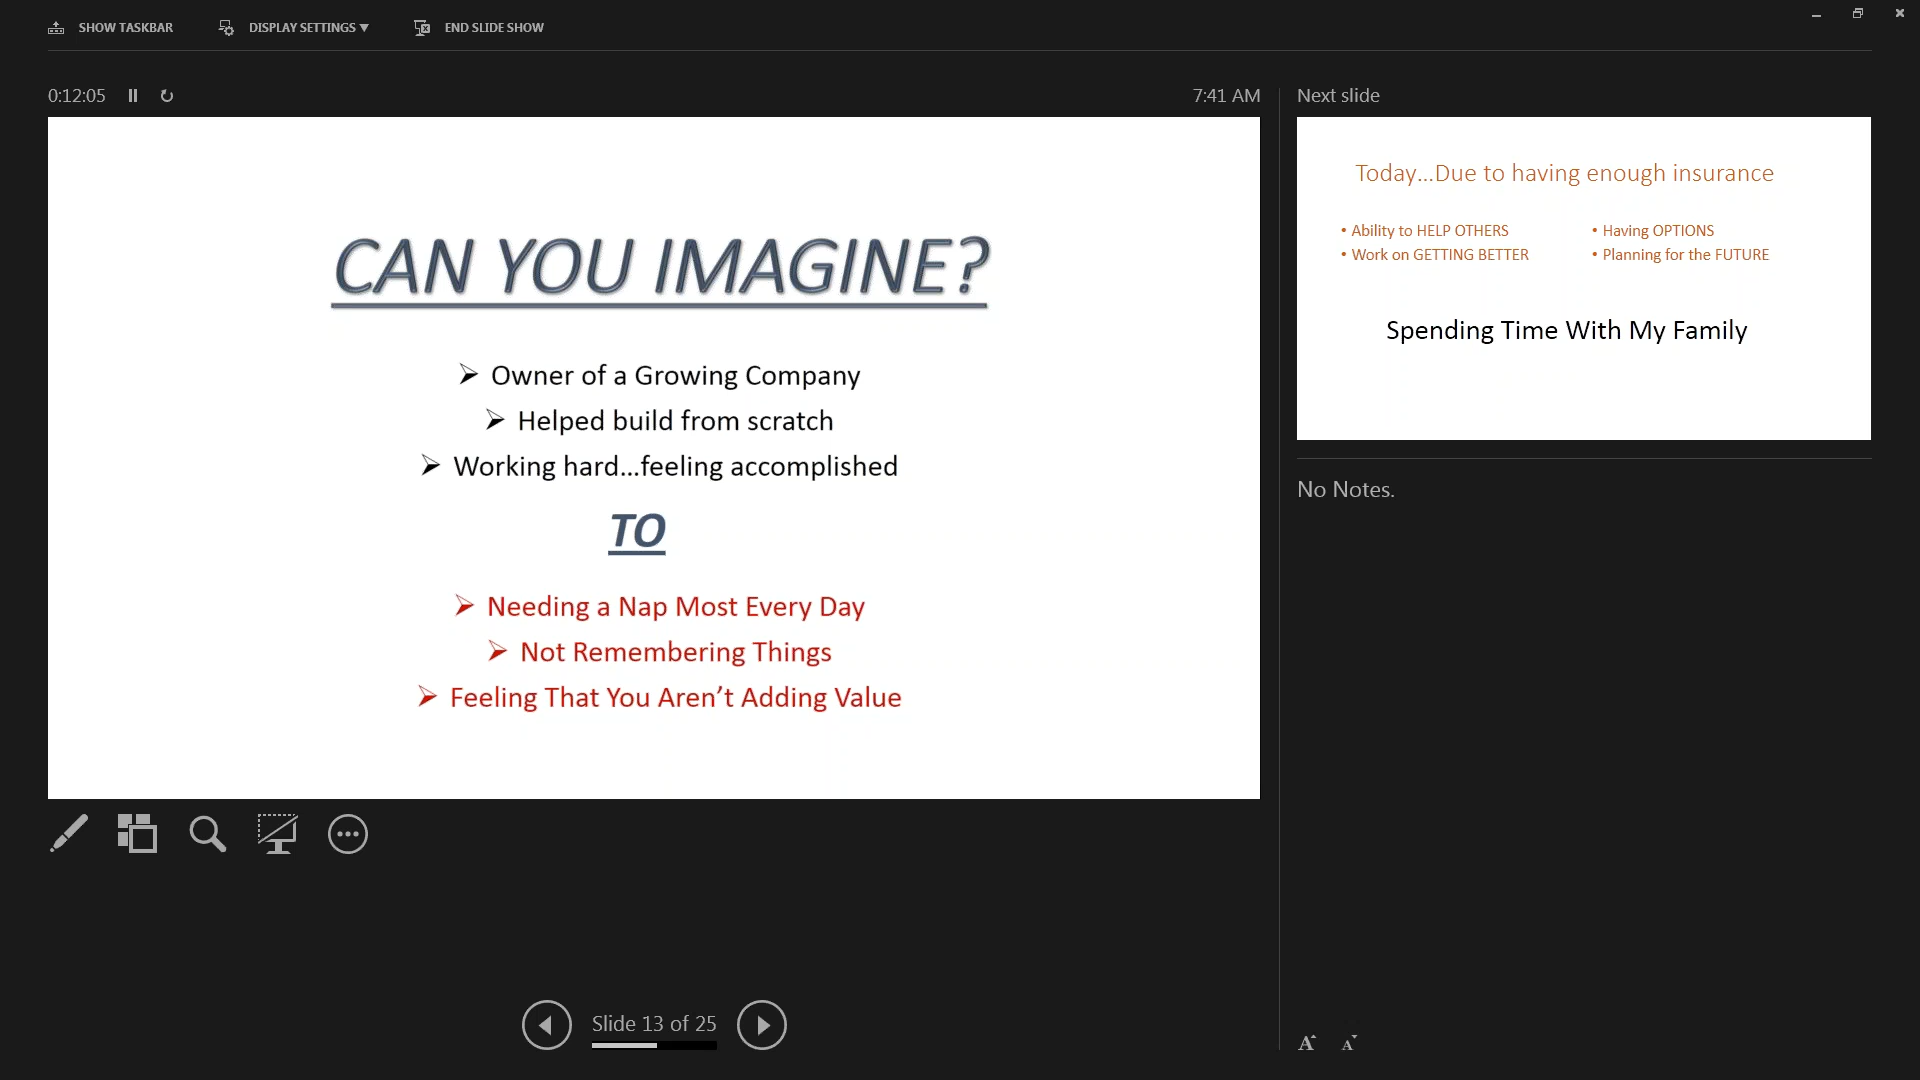 SHOW TASKBAR
DISPLAY SETTINGS ▼
END SLIDE SHOW
0:12:05
7:41 AM
CAN YOU IMAGINE?
➢ Owner of a Growing Company
➢ Helped build from scratch
➢ Working hard...feeling accomplished
TO
➢ Needing a Nap Most Every Day
➢ Not Remembering Things
➢ Feeling That You Aren’t Adding Value
Slide 13 of 25
Next slide
Today...Due to having enough insurance
• Ability to HELP OTHERS
• Work on GETTING BETTER
• Having OPTIONS
• Planning for the FUTURE
Spending Time With My Family
No Notes.
A A